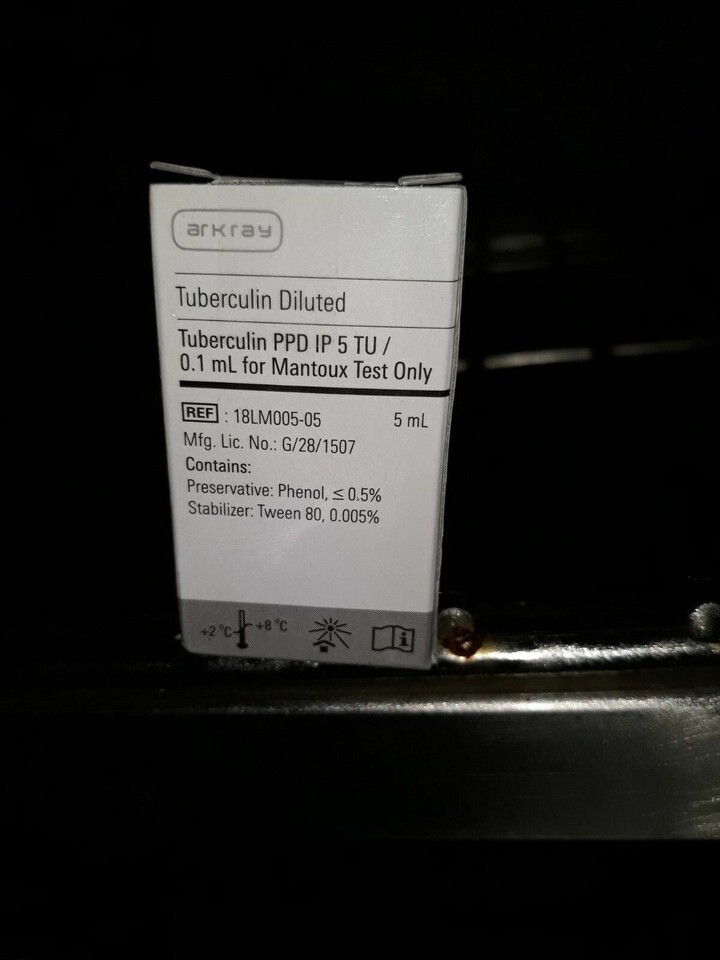 arkray
Tuberculin Diluted
Tuberculin PPD IP 5 TU /
0.1 mL for Mantoux Test Only
REF : 18LM005-05 5 mL
Mfg. Lic. No.: G/28/1507
Contains:
Preservative: Phenol, ≤ 0.5%
Stabilizer: Tween 80, 0.005%
+2 °C +8 °C